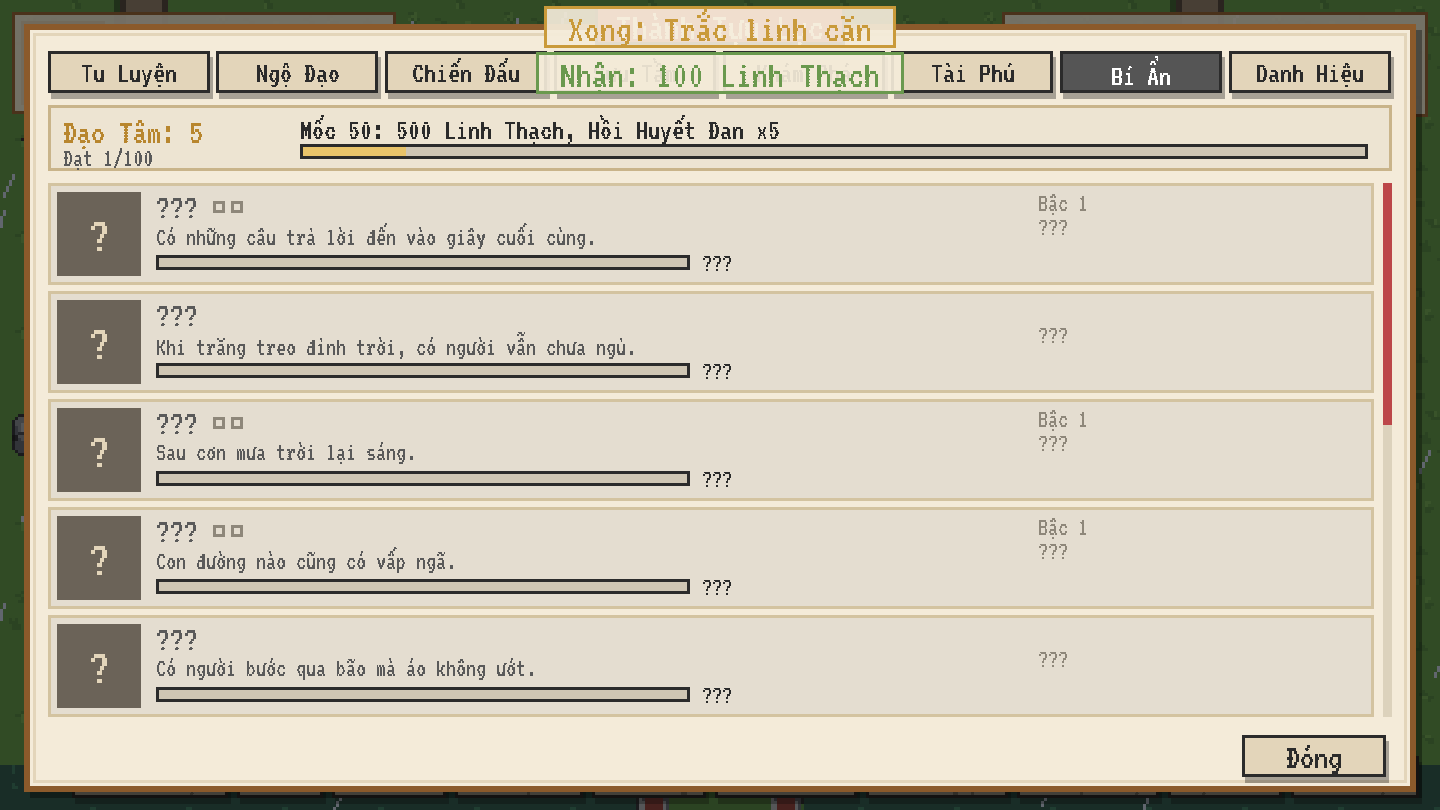 Xong: Trắc linh căn
Tu Luyện
Ngộ Đạo
Chiến Đấu
Nhận: 100 Linh Thạch
Tài Phú
Bí Ẩn
Danh Hiệu
Đạo Tâm: 5
Đạt 1/100
Mốc 50: 500 Linh Thạch, Hồi Huyết Đan x5
?
???
Có những câu trả lời đến vào giây cuối cùng.
???
Bậc 1
???
?
???
Khi trăng treo đỉnh trời, có người vẫn chưa ngủ.
???
???
?
???
Sau cơn mưa trời lại sáng.
???
Bậc 1
???
?
???
Con đường nào cũng có vấp ngã.
???
Bậc 1
???
?
???
Có người bước qua bão mà áo không ướt.
???
???
Đóng